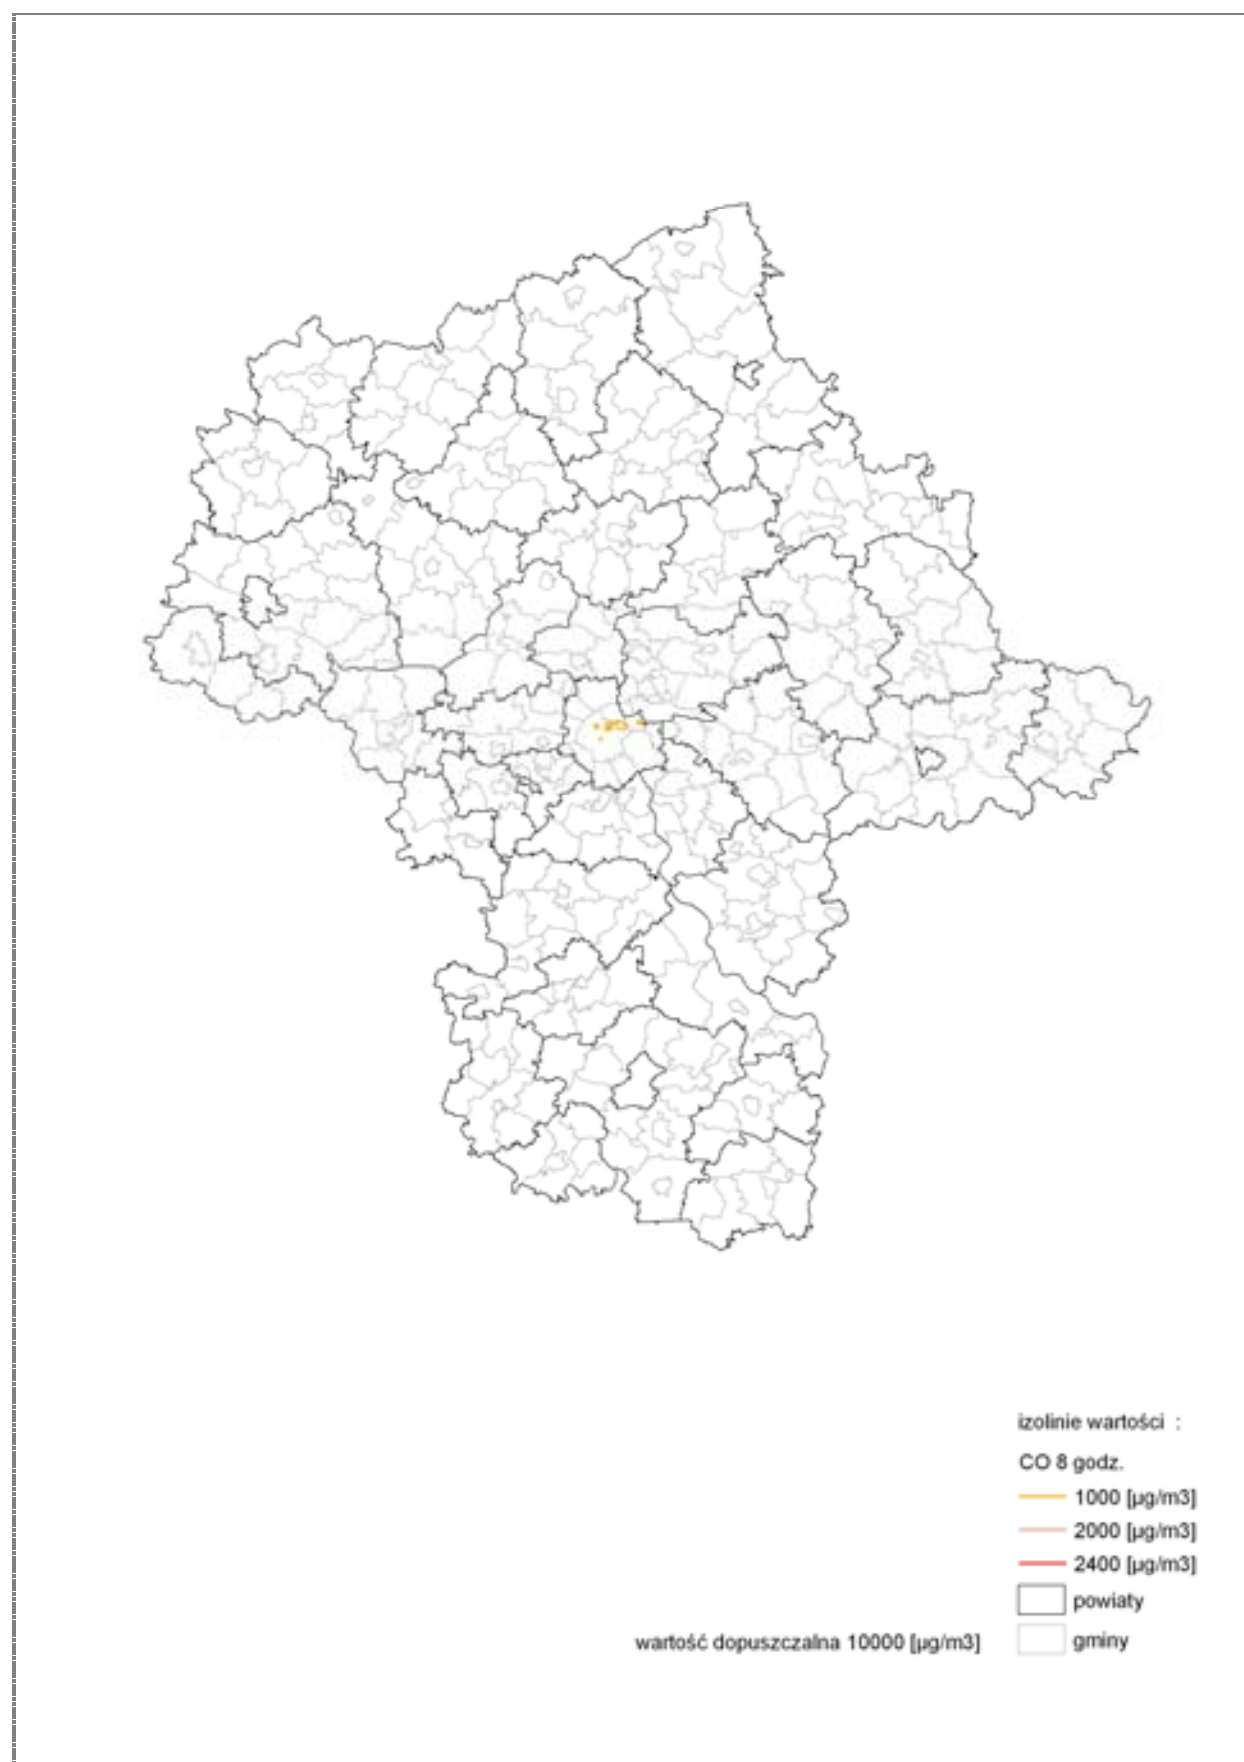 izolinie wartości :
CO 8 godz.
1000 [µg/m3]
2000 [µg/m3]
2400 [µg/m3]
powiaty
wartość dopuszczalna 10000 [µg/m3]
gminy